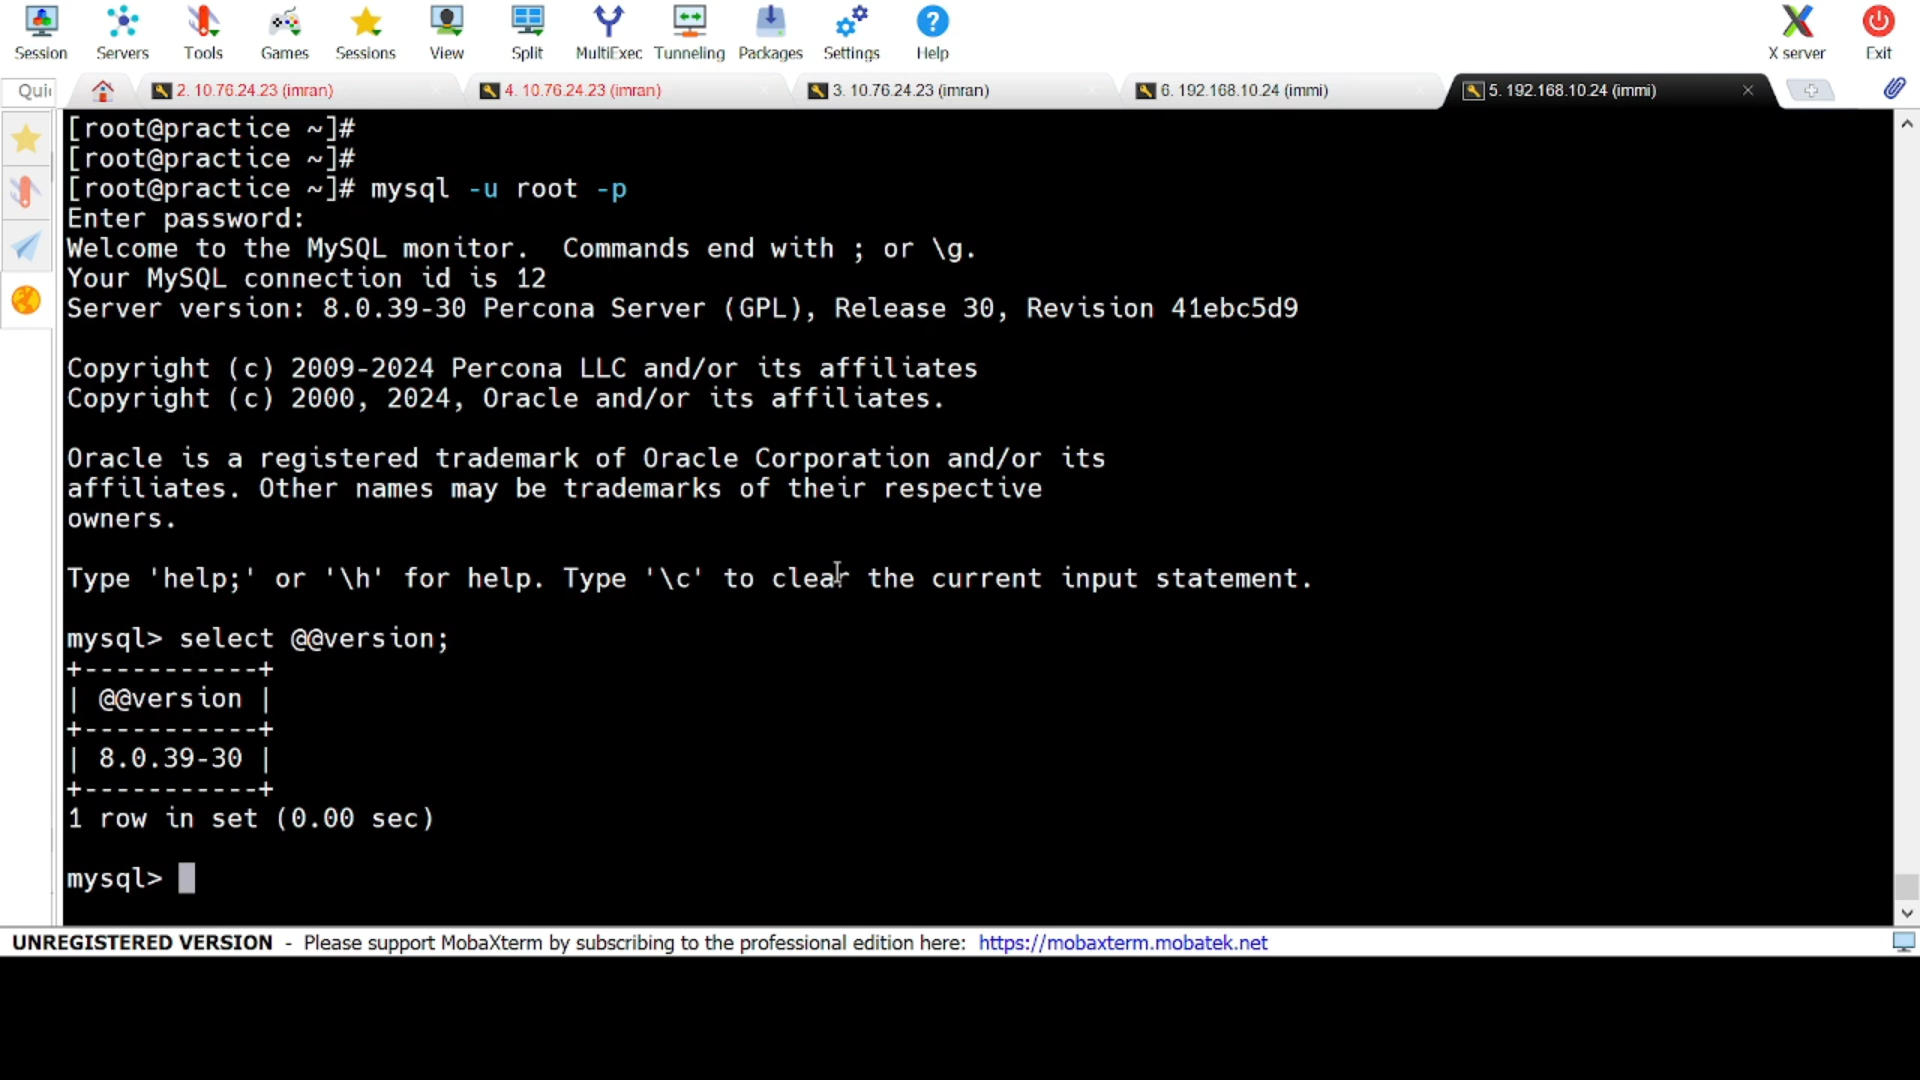 Session Servers Tools Games Sessions View Split MultiExec Tunneling Packages Settings Help X server Exit
Qui 2. 10.76.24.23 (imran) 4. 10.76.24.23 (imran) 3. 10.76.24.23 (imran) 6. 192.168.10.24 (immi) 5. 192.168.10.24 (immi)
[root@practice ~]#
[root@practice ~]#
[root@practice ~]# mysql -u root -p
Enter password:
Welcome to the MySQL monitor.  Commands end with ; or \g.
Your MySQL connection id is 12
Server version: 8.0.39-30 Percona Server (GPL), Release 30, Revision 41ebc5d9
Copyright (c) 2009-2024 Percona LLC and/or its affiliates
Copyright (c) 2000, 2024, Oracle and/or its affiliates.
Oracle is a registered trademark of Oracle Corporation and/or its
affiliates. Other names may be trademarks of their respective
owners.
Type 'help;' or '\h' for help. Type '\c' to clear the current input statement.
mysql> select @@version;
+-----------+
| @@version |
+-----------+
| 8.0.39-30 |
+-----------+
1 row in set (0.00 sec)
mysql>
UNREGISTERED VERSION - Please support MobaXterm by subscribing to the professional edition here: https://mobaxterm.mobatek.net